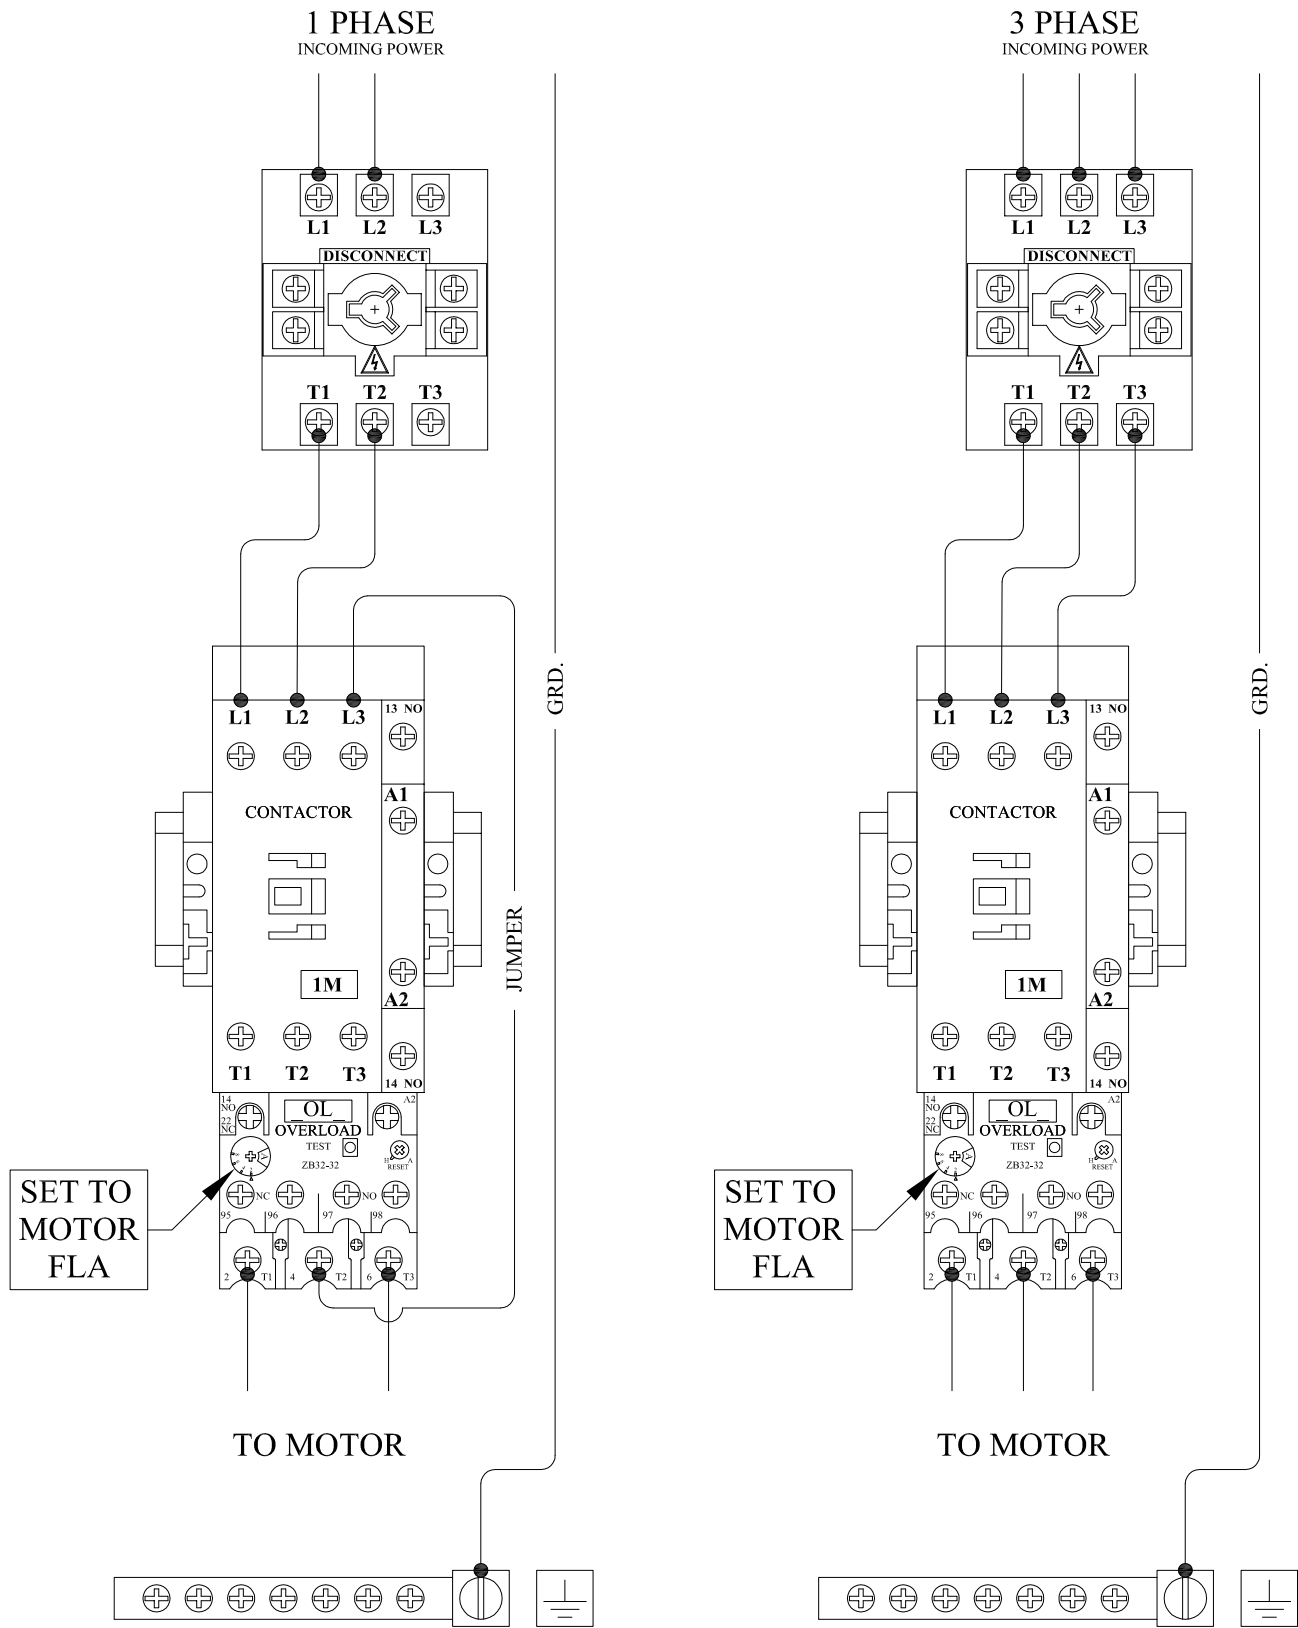 1 PHASE
INCOMING POWER
L1 L2 L3
DISCONNECT
T1 T2 T3
GRD.
L1 L2 L3 13 NO
CONTACTOR
A1
JUMPER
1M
A2
T1 T2 T3
14 NO
14
NO
22
NC
OL
A2
OVERLOAD
TEST
ZB32-32
H A
RESET
SET TO
MOTOR
FLA
NC NO
95 96 97 98
2 T1 4 T2 6 T3
TO MOTOR
3 PHASE
INCOMING POWER
L1 L2 L3
DISCONNECT
T1 T2 T3
GRD.
L1 L2 L3 13 NO
CONTACTOR
A1
1M
A2
T1 T2 T3
14 NO
14
NO
22
NC
OL
A2
OVERLOAD
TEST
ZB32-32
H A
RESET
SET TO
MOTOR
FLA
NC NO
95 96 97 98
2 T1 4 T2 6 T3
TO MOTOR